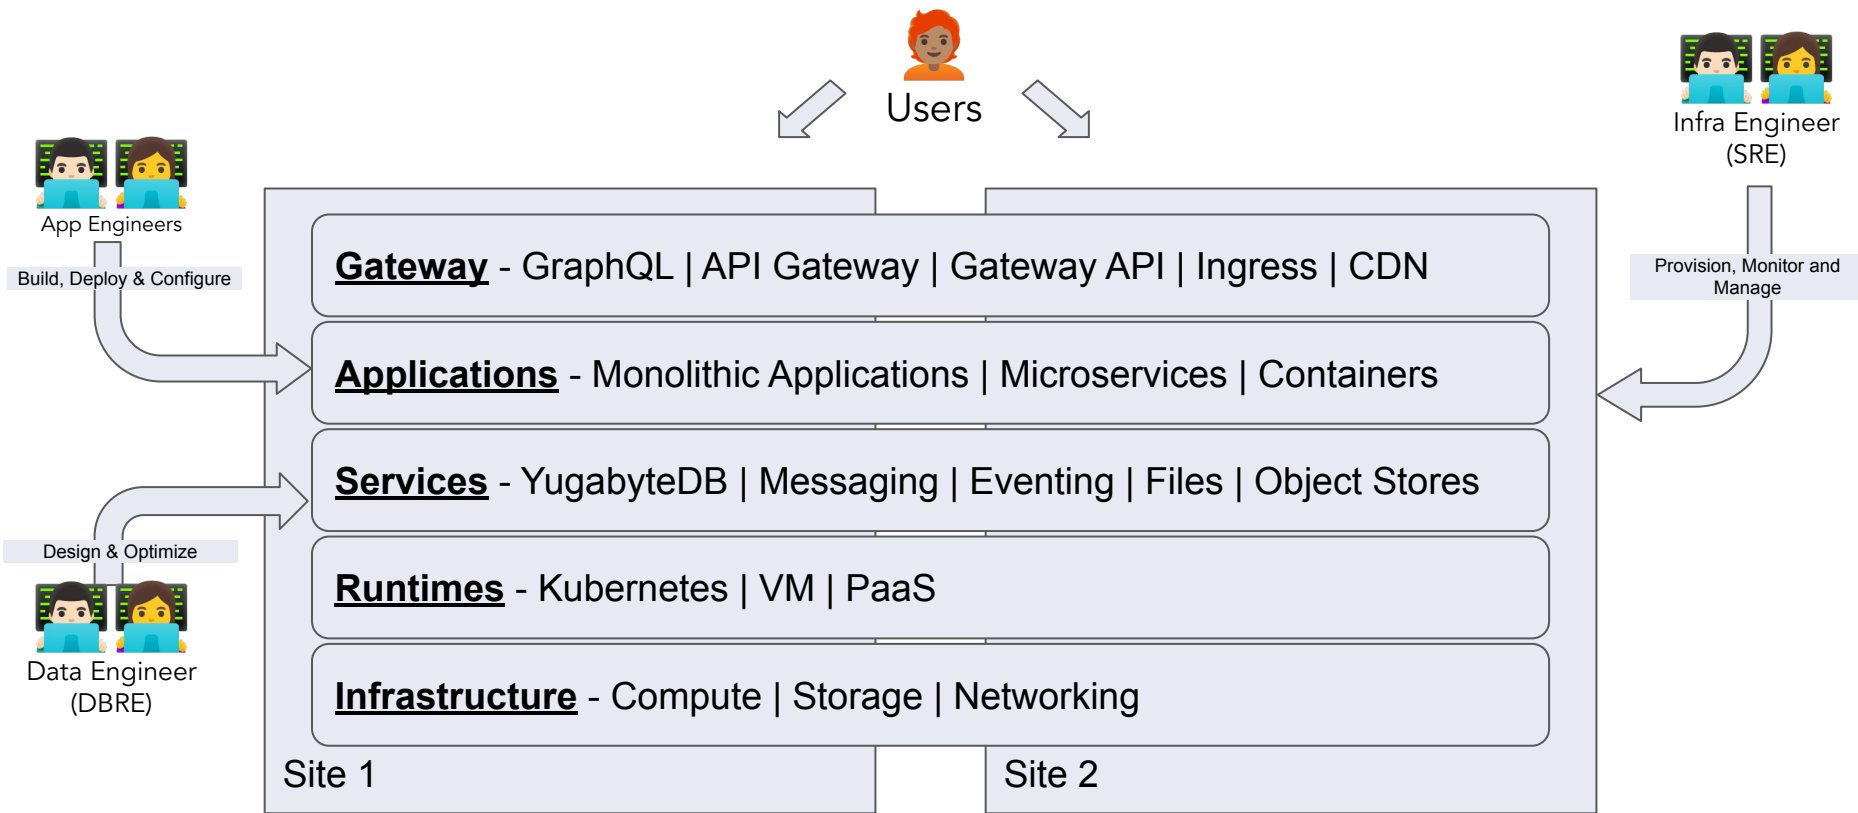 Users
Infra Engineer
(SRE)
App Engineers
Build, Deploy & Configure
Provision, Monitor and
Manage
Gateway - GraphQL | API Gateway | Gateway API | Ingress | CDN
Applications - Monolithic Applications | Microservices | Containers
Services - YugabyteDB | Messaging | Eventing | Files | Object Stores
Design & Optimize
Runtimes - Kubernetes | VM | PaaS
Data Engineer
(DBRE)
Infrastructure - Compute | Storage | Networking
Site 1
Site 2